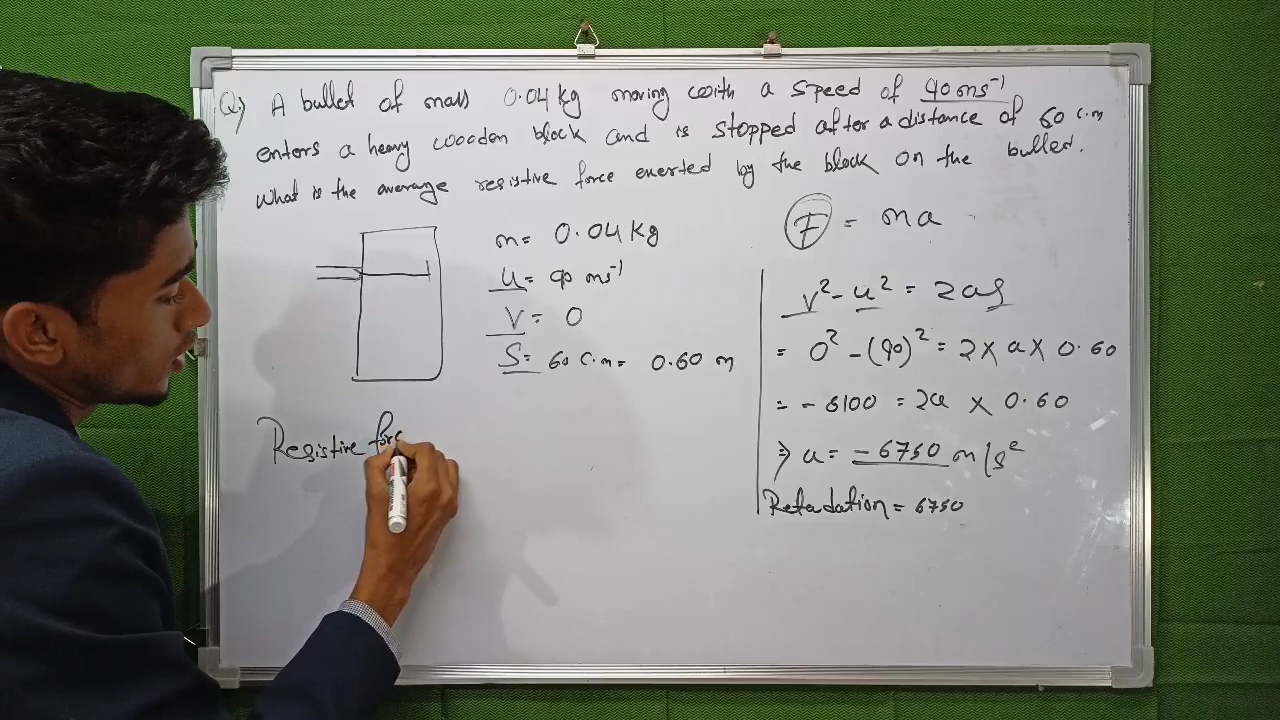 Q) A bullet of mass 0.04 kg moving with a speed of 90 ms⁻¹
enters a heavy wooden block and is stopped after a distance of 60 c.m
What is the average resistive force exerted by the block on the bullet.
m = 0.04 kg
u = 90 ms⁻¹
V = 0
S = 60 c.m = 0.60 m
F = ma
v² - u² = 2as
= 0² - (90)² = 2 X a X 0.60
= - 8100 = 2a X 0.60
⇒ a = - 6750 m/s²
Retadation = 6750
Resistive forc